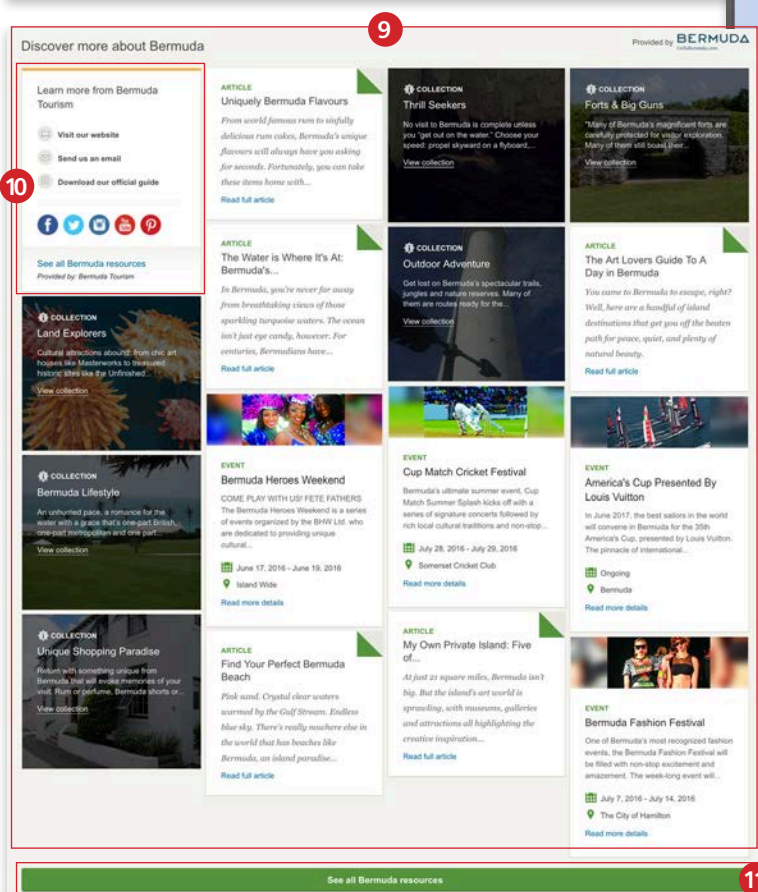 9
Discover more about Bermuda
Provided by BERMUDA
10
Learn more from Bermuda
Tourism
Visit our website
Send us an email
Download our official guide
See all Bermuda resources
Provided by: Bermuda Tourism
COLLECTION
Land Explorers
Cultural attractions abound: from chic art
houses like Masterworks to treasured
historic sites like the Unfinished...
View collection
COLLECTION
Bermuda Lifestyle
An unhurried pace, a romance for the
water with a grace that's one-part British,
one-part metropolitan and one part...
View collection
COLLECTION
Unique Shopping Paradise
Return with something unique from
Bermuda that will evoke memories of your
visit. Rum or perfume, Bermuda shorts or...
View collection
ARTICLE
Uniquely Bermuda Flavours
From world famous rum to sinfully
delicious rum cakes, Bermuda's unique
flavours will always have you asking
for seconds. Fortunately, you can take
these items home with...
Read full article
ARTICLE
The Water is Where It's At:
Bermuda's...
In Bermuda, you're never far away
from breathtaking views of those
sparkling turquoise waters. The ocean
isn't just eye candy, however. For
centuries, Bermudians have...
Read full article
EVENT
Bermuda Heroes Weekend
COME PLAY WITH US! FETE FATHERS
The Bermuda Heroes Weekend is a series
of events organized by the BHW Ltd. who
are dedicated to providing unique
cultural...
June 17, 2016 - June 19, 2016
Island Wide
Read more details
ARTICLE
Find Your Perfect Bermuda
Beach
Pink sand. Crystal clear waters
warmed by the Gulf Stream. Endless
blue sky. There's really nowhere else in
the world that has beaches like
Bermuda, an island paradise...
Read full article
COLLECTION
Thrill Seekers
No visit to Bermuda is complete unless
you "get out on the water." Choose your
speed: propel skyward on a flyboard,...
View collection
COLLECTION
Outdoor Adventure
Get lost on Bermuda's spectacular trails,
jungles and nature reserves. Many of
them are routes ready for the...
View collection
EVENT
Cup Match Cricket Festival
Bermuda's ultimate summer event, Cup
Match Summer Splash kicks off with a
series of signature concerts followed by
rich local cultural traditions and non-stop...
July 28, 2016 - July 29, 2016
Somerset Cricket Club
Read more details
ARTICLE
My Own Private Island: Five
of...
At just 21 square miles, Bermuda isn't
big. But the island's art world is
sprawling, with museums, galleries
and attractions all highlighting the
creative inspiration...
Read full article
COLLECTION
Forts & Big Guns
"Many of Bermuda's magnificent forts are
carefully protected for visitor exploration.
Many of them still boast their...
View collection
ARTICLE
The Art Lovers Guide To A
Day in Bermuda
You came to Bermuda to escape, right?
Well, here are a handful of island
destinations that get you off the beaten
path for peace, quiet, and plenty of
natural beauty.
Read full article
EVENT
America's Cup Presented By
Louis Vuitton
In June 2017, the best sailors in the world
will convene in Bermuda for the 35th
America's Cup, presented by Louis Vuitton.
The pinnacle of international...
Ongoing
Bermuda
Read more details
EVENT
Bermuda Fashion Festival
One of Bermuda's most recognized fashion
events, the Bermuda Fashion Festival will
be filled with non-stop excitement and
amazement. The week-long event will...
July 7, 2016 - July 14, 2016
The City of Hamilton
Read more details
See all Bermuda resources